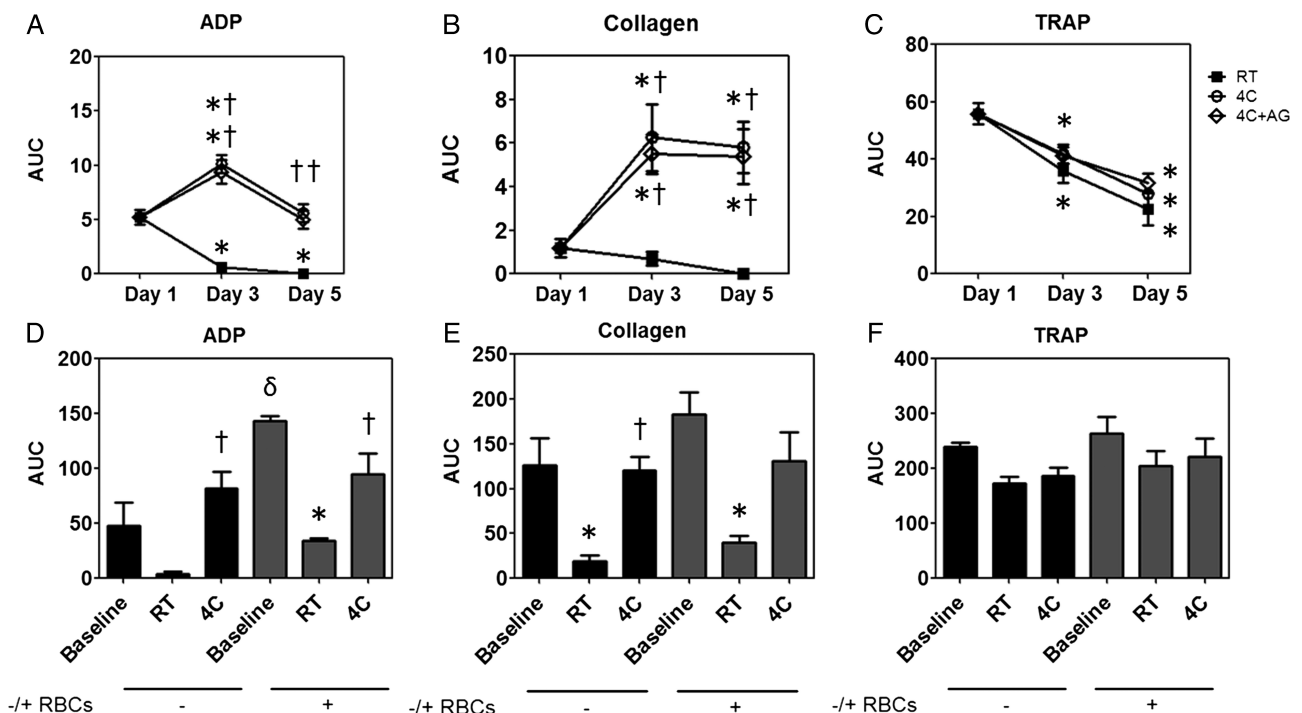 A ADP
AUC
20
15
10
5
0
*†
*†
††
*
*
Day 1 Day 3 Day 5
B Collagen
AUC
10
8
6
4
2
0
*†
*†
*†
*†
Day 1 Day 3 Day 5
C TRAP
AUC
80
60
40
20
0
*
*
*
*
*
Day 1 Day 3 Day 5
RT
4C
4C+AG
D ADP
AUC
200
150
100
50
0
† δ * †
Baseline RT 4C Baseline RT 4C
-/+ RBCs - +
E Collagen
AUC
250
200
150
100
50
0
* † *
Baseline RT 4C Baseline RT 4C
-/+ RBCs - +
F TRAP
AUC
400
300
200
100
0
Baseline RT 4C Baseline RT 4C
-/+ RBCs - +